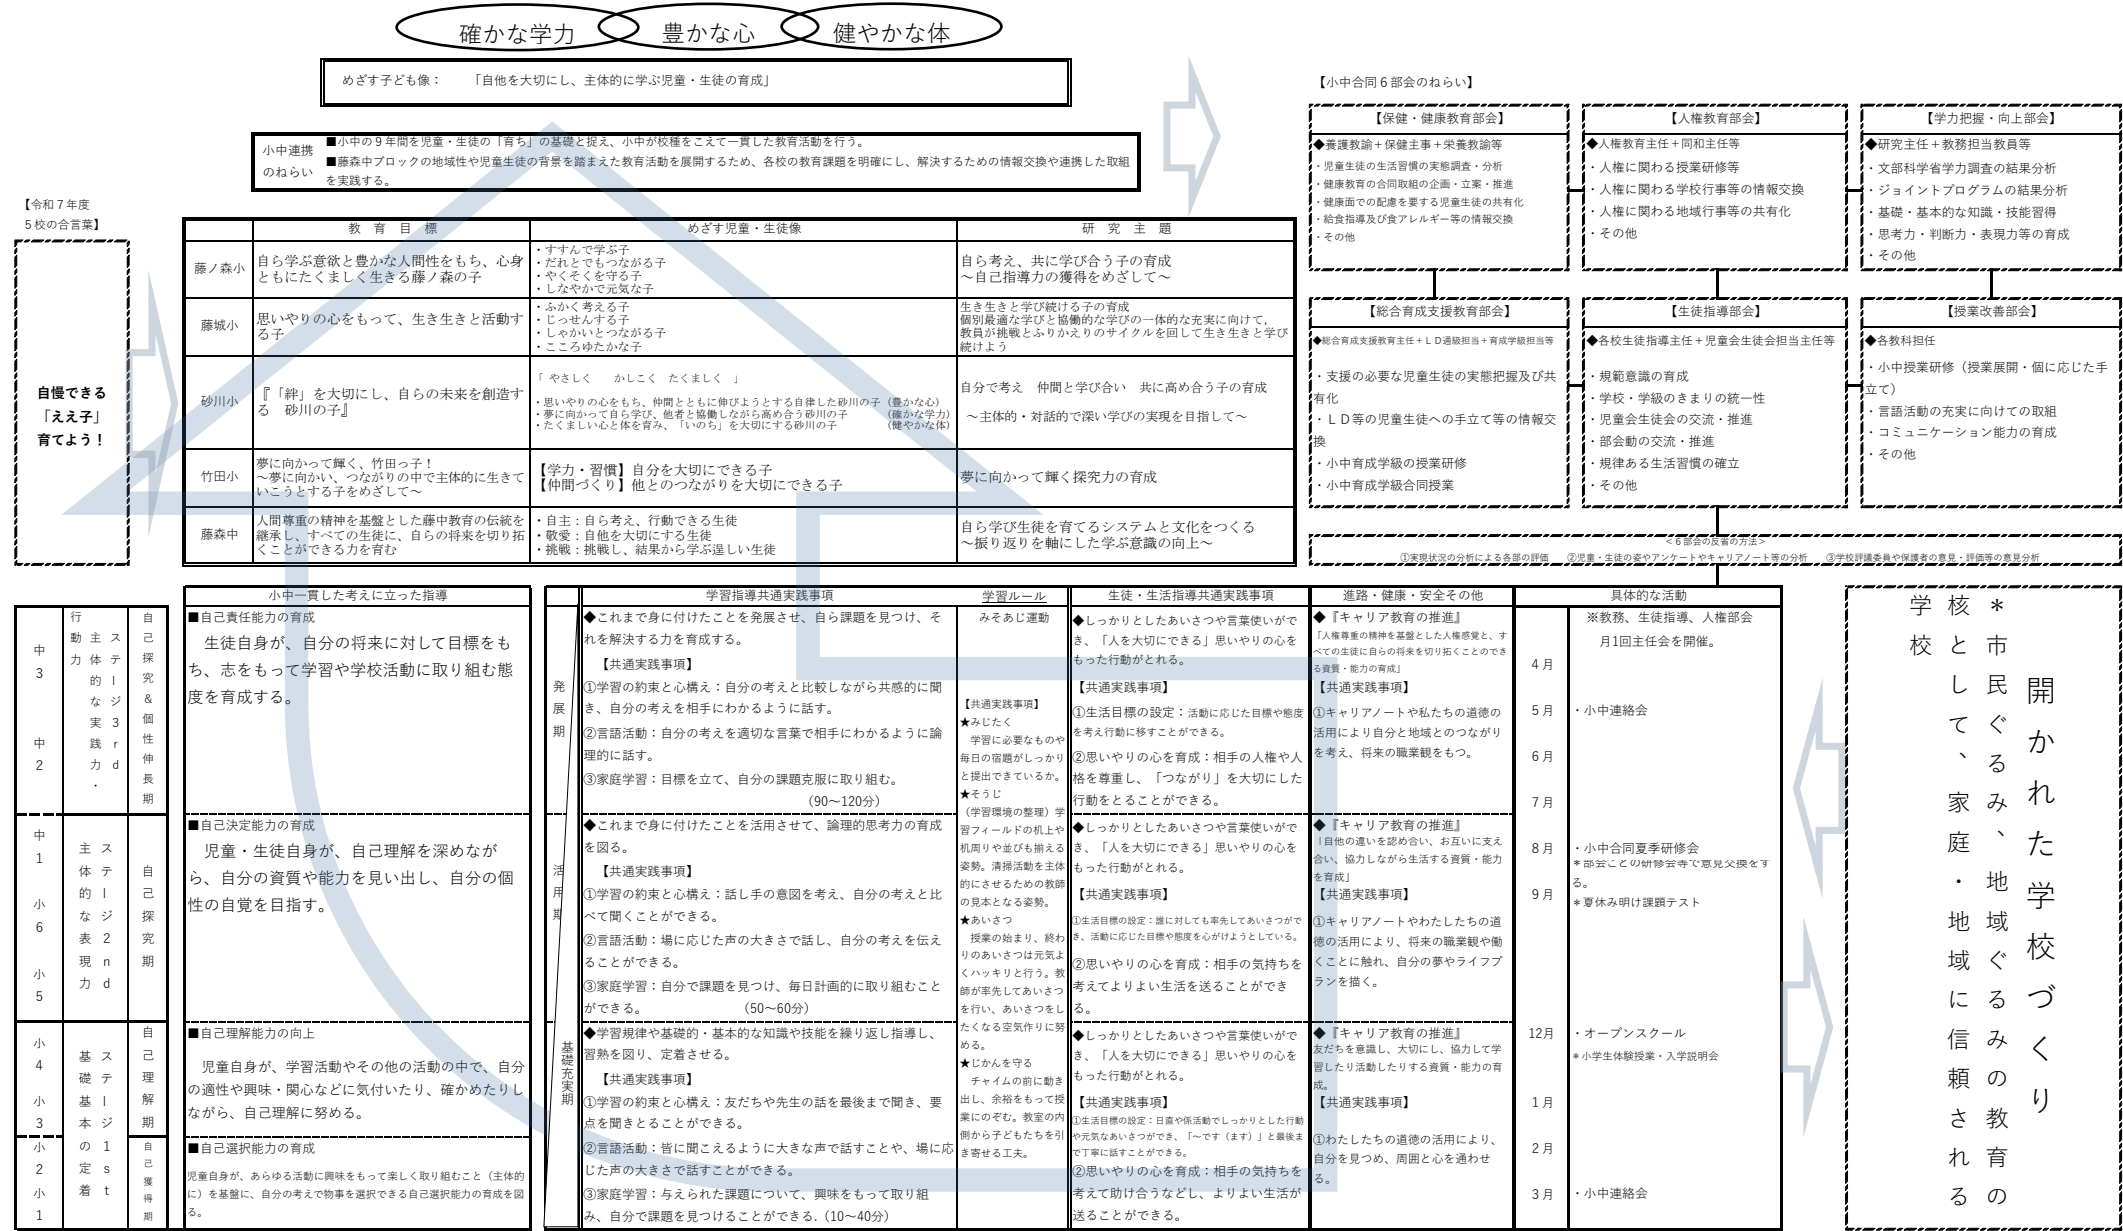 確かな学力
豊かな心
健やかな体
めざす子ども像： 「自他を大切にし、主体的に学ぶ児童・生徒の育成」
小中連携
のねらい
■小中の９年間を児童・生徒の「育ち」の基礎と捉え、小中が校種をこえて一貫した教育活動を行う。
■藤森中ブロックの地域性や児童生徒の背景を踏まえた教育活動を展開するため、各校の教育課題を明確にし、解決するための情報交換や連携した取組
を実践する。
【令和７年度
５校の合言葉】
自慢できる
「ええ子」
育てよう！
教 育 目 標
めざす児童・生徒像
研 究 主 題
藤ノ森小
自ら学ぶ意欲と豊かな人間性をもち、心身
ともにたくましく生きる藤ノ森の子
・すすんで学ぶ子
・だれとでもつながる子
・やくそくを守る子
・しなやかで元気な子
自ら考え、共に学び合う子の育成
～自己指導力の獲得をめざして～
藤城小
思いやりの心をもって、生き生きと活動す
る子
・ふかく考える子
・じっせんする子
・しゃかいとつながる子
・こころゆたかな子
生き生きと学び続ける子の育成
個別最適な学びと協働的な学びの一体的な充実に向けて，
教員が挑戦とふりかえりのサイクルを回して生き生きと学び
続けよう
砂川小
『「絆」を大切にし、自らの未来を創造す
る　砂川の子』
「 やさしく　　かしこく　たくましく 」
・思いやりの心をもち、仲間とともに伸びようとする自律した砂川の子（豊かな心）
・夢に向かって自ら学び、他者と協働しながら高め合う砂川の子　　　（確かな学力）
・たくましい心と体を育み、「いのち」を大切にする砂川の子　　　　（健やかな体）
自分で考え　仲間と学び合い　共に高め合う子の育成
～主体的・対話的で深い学びの実現を目指して～
竹田小
夢に向かって輝く、竹田っ子！
～夢に向かい、つながりの中で主体的に生きて
いこうとする子をめざして～
【学力・習慣】自分を大切にできる子
【仲間づくり】他とのつながりを大切にできる子
夢に向かって輝く探究力の育成
藤森中
人間尊重の精神を基盤とした藤中教育の伝統を
継承し、すべての生徒に、自らの将来を切り拓
くことができる力を育む
・自主：自ら考え、行動できる生徒
・敬愛：自他を大切にする生徒
・挑戦：挑戦し、結果から学ぶ逞しい生徒
自ら学び生徒を育てるシステムと文化をつくる
～振り返りを軸にした学ぶ意識の向上～
【小中合同６部会のねらい】
【保健・健康教育部会】
◆養護教諭＋保健主事＋栄養教諭等
・児童生徒の生活習慣の実態調査・分析
・健康教育の合同取組の企画・立案・推進
・健康面での配慮を要する児童生徒の共有化
・給食指導及び食アレルギー等の情報交換
・その他
【人権教育部会】
◆人権教育主任＋同和主任等
・人権に関わる授業研修等
・人権に関わる学校行事等の情報交換
・人権に関わる地域行事等の共有化
・その他
【学力把握・向上部会】
◆研究主任＋教務担当教員等
・文部科学省学力調査の結果分析
・ジョイントプログラムの結果分析
・基礎・基本的な知識・技能習得
・思考力・判断力・表現力等の育成
・その他
【総合育成支援教育部会】
◆総合育成支援教育主任＋ＬＤ通級担当＋育成学級担当等
・支援の必要な児童生徒の実態把握及び共
有化
・ＬＤ等の児童生徒への手立て等の情報交
換
・小中育成学級の授業研修
・小中育成学級合同授業
【生徒指導部会】
◆各校生徒指導主任＋児童会生徒会担当主任等
・規範意識の育成
・学校・学級のきまりの統一性
・児童会生徒会の交流・推進
・部会動の交流・推進
・規律ある生活習慣の確立
・その他
【授業改善部会】
◆各教科担任
・小中授業研修（授業展開・個に応じた手
立て）
・言語活動の充実に向けての取組
・コミュニケーション能力の育成
・その他
＜６部会の反省の方法＞
①実現状況の分析による各部の評価　　②児童・生徒の姿やアンケートやキャリアノート等の分析　　③学校評議委員や保護者の意見・評価等の意見分析
中３　中２
ステージ３ｒｄ
主体的な実践力・
行動力
自己探究＆個性伸長期
中１　小６　小５
ステージ２ｎｄ
主体的な表現力
自己探究期
小４　小３
小２　小１
ステージ１ｓｔ
基礎基本の定着
自己理解期
自己獲得期
小中一貫した考えに立った指導
■自己責任能力の育成
生徒自身が、自分の将来に対して目標をも
ち、志をもって学習や学校活動に取り組む態
度を育成する。
■自己決定能力の育成
児童・生徒自身が、自己理解を深めなが
ら、自分の資質や能力を見い出し、自分の個
性の自覚を目指す。
■自己理解能力の向上
児童自身が、学習活動やその他の活動の中で、自分
の適性や興味・関心などに気付いたり、確かめたりし
ながら、自己理解に努める。
■自己選択能力の育成
児童自身が、あらゆる活動に興味をもって楽しく取り組むこと（主体的
に）を基盤に、自分の考えで物事を選択できる自己選択能力の育成を図
る。
発展期
活用期
基礎充実期
学習指導共通実践事項
◆これまで身に付けたことを発展させ、自ら課題を見つけ、そ
れを解決する力を育成する。
【共通実践事項】
①学習の約束と心構え：自分の考えと比較しながら共感的に聞
き、自分の考えを相手にわかるように話す。
②言語活動：自分の考えを適切な言葉で相手にわかるように論
理的に話す。
③家庭学習：目標を立て、自分の課題克服に取り組む。
（90～120分）
◆これまで身に付けたことを活用させて、論理的思考力の育成
を図る。
【共通実践事項】
①学習の約束と心構え：話し手の意図を考え、自分の考えと比
べて聞くことができる。
②言語活動：場に応じた声の大きさで話し、自分の考えを伝え
ることができる。
③家庭学習：自分で課題を見つけ、毎日計画的に取り組むこと
ができる。　　　　　　　（50～60分）
◆学習規律や基礎的・基本的な知識や技能を繰り返し指導し、
習熟を図り、定着させる。
【共通実践事項】
①学習の約束と心構え：友だちや先生の話を最後まで聞き、要
点を聞きとることができる。
②言語活動：皆に聞こえるように大きな声で話すことや、場に応
じた声の大きさで話すことができる。
③家庭学習：与えられた課題について、興味をもって取り組
み、自分で課題を見つけることができる.（10～40分）
学習ルール
みそあじ運動
【共通実践事項】
★みじたく
学習に必要なものや
毎日の宿題がしっかり
と提出できているか。
★そうじ
（学習環境の整理）学
習フィールドの机上や
机周りや並びも揃える
姿勢。清掃活動を主体
的にさせるための教師
の見本となる姿勢。
★あいさつ
授業の始まり、終わ
りのあいさつは元気よ
くハッキリと行う。教
師が率先してあいさつ
を行い、あいさつをし
たくなる空気作りに努
める。
★じかんを守る
チャイムの前に動き
出し、余裕をもって授
業にのぞむ。教室の内
側から子どもたちを引
き寄せる工夫。
生徒・生活指導共通実践事項
◆しっかりとしたあいさつや言葉使いがで
き、「人を大切にできる」思いやりの心を
もった行動がとれる。
【共通実践事項】
①生活目標の設定：活動に応じた目標や態度
を考え行動に移すことができる。
②思いやりの心を育成：相手の人権や人
格を尊重し、「つながり」を大切にした
行動をとることができる。
◆しっかりとしたあいさつや言葉使いがで
き、「人を大切にできる」思いやりの心を
もった行動がとれる。
【共通実践事項】
①生活目標の設定：誰に対しても率先してあいさつがで
き、活動に応じた目標や態度を心がけようとしている。
②思いやりの心を育成：相手の気持ちを
考えてよりよい生活を送ることができ
る。
◆しっかりとしたあいさつや言葉使いがで
き、「人を大切にできる」思いやりの心を
もった行動がとれる。
【共通実践事項】
①生活目標の設定：日直や係活動でしっかりとした行動
や元気なあいさつができ、「～です（ます）」と最後ま
で丁寧に話すことができる。
②思いやりの心を育成：相手の気持ちを
考えて助け合うなどし、よりよい生活が
送ることができる。
進路・健康・安全その他
◆『キャリア教育の推進』
「人権尊重の精神を基盤とした人権感覚と、す
べての生徒に自らの将来を切り拓くことのでき
る資質・能力の育成」
【共通実践事項】
①キャリアノートや私たちの道徳の
活用により自分と地域とのつながり
を考え、将来の職業観をもつ。
◆『キャリア教育の推進』
「自他の違いを認め合い、お互いに支え
合い、協力しながら生活する資質・能力
を育成」
【共通実践事項】
①キャリアノートやわたしたちの道
徳の活用により、将来の職業観や働
くことに触れ、自分の夢やライフプ
ランを描く。
◆『キャリア教育の推進』
友だちを意識し、大切にし、協力して学
習したり活動したりする資質・能力の育
成。
【共通実践事項】
①わたしたちの道徳の活用により、
自分を見つめ、周囲と心を通わせ
る。
具体的な活動
※教務、生徒指導、人権部会
月1回主任会を開催。
４月
５月　・小中連絡会
６月
７月
８月　・小中合同夏季研修会
＊部会ごとの研修会等で意見交換をす
る。
９月　＊夏休み明け課題テスト
12月　・オープンスクール
＊小学生体験授業・入学説明会
１月
２月
３月　・小中連絡会
開かれた学校づくり
＊市民ぐるみ、地域ぐるみの教育の
核として、家庭・地域に信頼される
学校